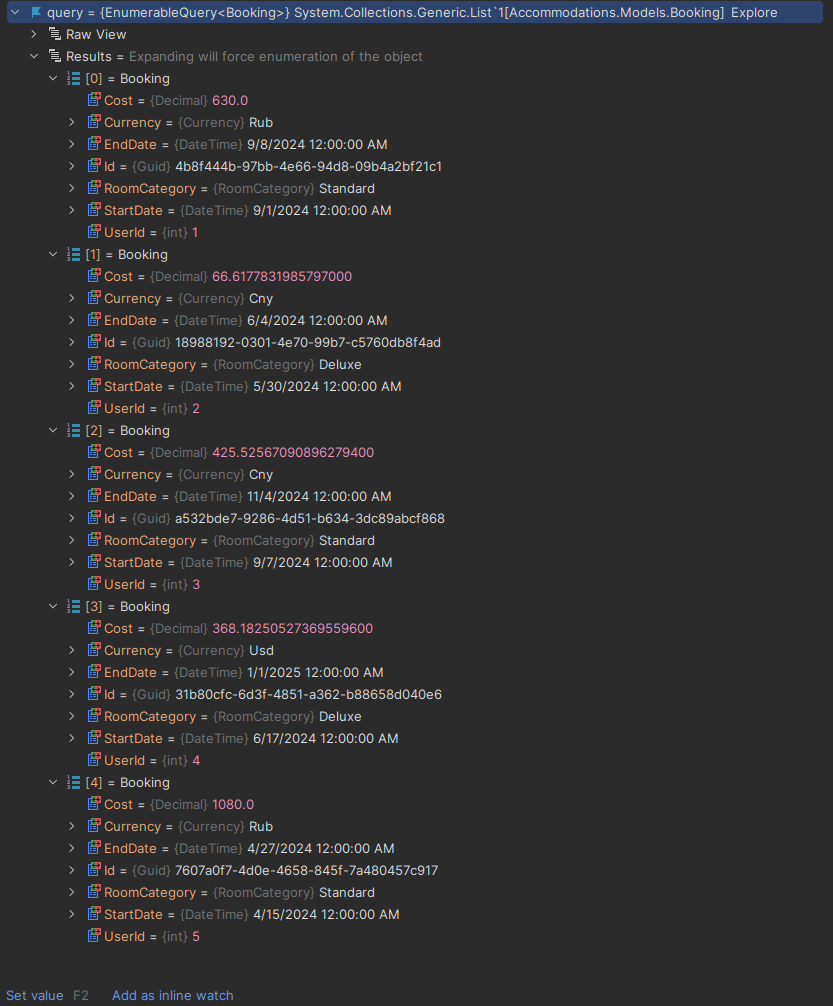 query = {EnumerableQuery<Booking>} System.Collections.Generic.List`1[Accommodations.Models.Booking] Explore
Raw View
Results = Expanding will force enumeration of the object
[0] = Booking
Cost = {Decimal} 630.0
Currency = {Currency} Rub
EndDate = {DateTime} 9/8/2024 12:00:00 AM
Id = {Guid} 4b8f444b-97bb-4e66-94d8-09b4a2bf21c1
RoomCategory = {RoomCategory} Standard
StartDate = {DateTime} 9/1/2024 12:00:00 AM
UserId = {int} 1
[1] = Booking
Cost = {Decimal} 66.6177831985797000
Currency = {Currency} Cny
EndDate = {DateTime} 6/4/2024 12:00:00 AM
Id = {Guid} 18988192-0301-4e70-99b7-c5760db8f4ad
RoomCategory = {RoomCategory} Deluxe
StartDate = {DateTime} 5/30/2024 12:00:00 AM
UserId = {int} 2
[2] = Booking
Cost = {Decimal} 425.52567090896279400
Currency = {Currency} Cny
EndDate = {DateTime} 11/4/2024 12:00:00 AM
Id = {Guid} a532bde7-9286-4d51-b634-3dc89abcf868
RoomCategory = {RoomCategory} Standard
StartDate = {DateTime} 9/7/2024 12:00:00 AM
UserId = {int} 3
[3] = Booking
Cost = {Decimal} 368.18250527369559600
Currency = {Currency} Usd
EndDate = {DateTime} 1/1/2025 12:00:00 AM
Id = {Guid} 31b80cfc-6d3f-4851-a362-b88658d040e6
RoomCategory = {RoomCategory} Deluxe
StartDate = {DateTime} 6/17/2024 12:00:00 AM
UserId = {int} 4
[4] = Booking
Cost = {Decimal} 1080.0
Currency = {Currency} Rub
EndDate = {DateTime} 4/27/2024 12:00:00 AM
Id = {Guid} 7607a0f7-4d0e-4658-845f-7a480457c917
RoomCategory = {RoomCategory} Standard
StartDate = {DateTime} 4/15/2024 12:00:00 AM
UserId = {int} 5
Set value F2 Add as inline watch